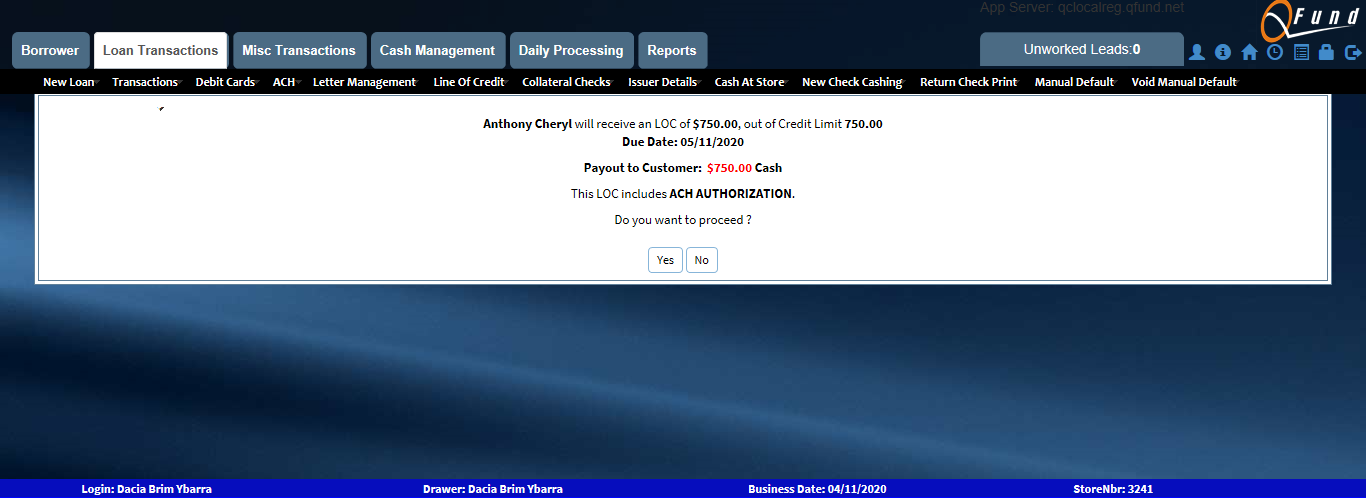 App Server: qclocalreg.qfund.net
QFund
Borrower Loan Transactions Misc Transactions Cash Management Daily Processing Reports Unworked Leads:0
New Loan Transactions Debit Cards ACH Letter Management Line Of Credit Collateral Checks Issuer Details Cash At Store New Check Cashing Return Check Print Manual Default Void Manual Default
Anthony Cheryl will receive an LOC of $750.00, out of Credit Limit 750.00
Due Date: 05/11/2020
Payout to Customer: $750.00 Cash
This LOC includes ACH AUTHORIZATION.
Do you want to proceed ?
Yes No
Login: Dacia Brim Ybarra Drawer: Dacia Brim Ybarra Business Date: 04/11/2020 StoreNbr: 3241